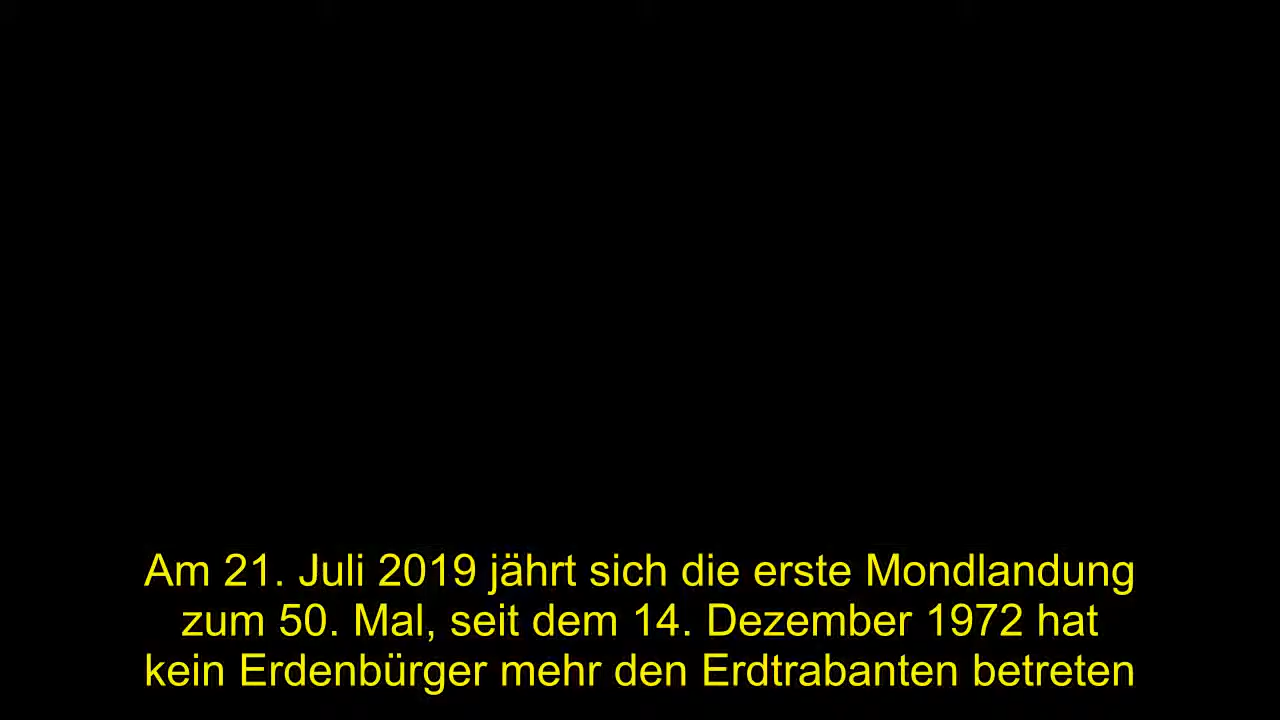 Am 21. Juli 2019 jährt sich die erste Mondlandung
zum 50. Mal, seit dem 14. Dezember 1972 hat
kein Erdenbürger mehr den Erdtrabanten betreten